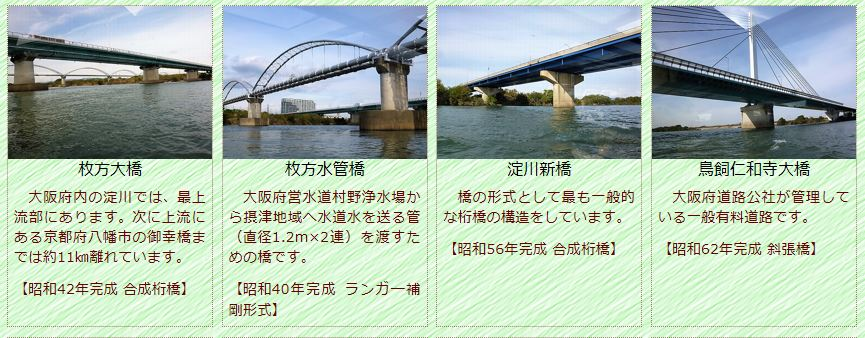 枚方大橋
大阪府内の淀川では、最上
流部にあります。次に上流に
ある京都府八幡市の御幸橋ま
では約11㎞離れています。
【昭和42年完成 合成桁橋】
枚方水管橋
大阪府営水道村野浄水場か
ら摂津地域へ水道水を送る管
（直径1.2m×2連）を渡すた
めの橋です。
【昭和40年完成 ランガー補
剛形式】
淀川新橋
橋の形式として最も一般的
な桁橋の構造をしています。
【昭和56年完成 合成桁橋】
鳥飼仁和寺大橋
大阪府道路公社が管理して
いる一般有料道路です。
【昭和62年完成 斜張橋】